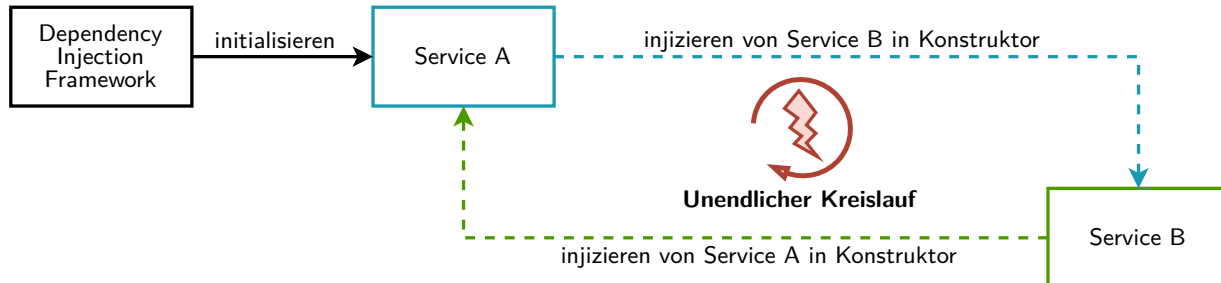 Dependency
Injection
Framework
initialisieren
Service A
injizieren von Service B in Konstruktor
Unendlicher Kreislauf
Service B
injizieren von Service A in Konstruktor